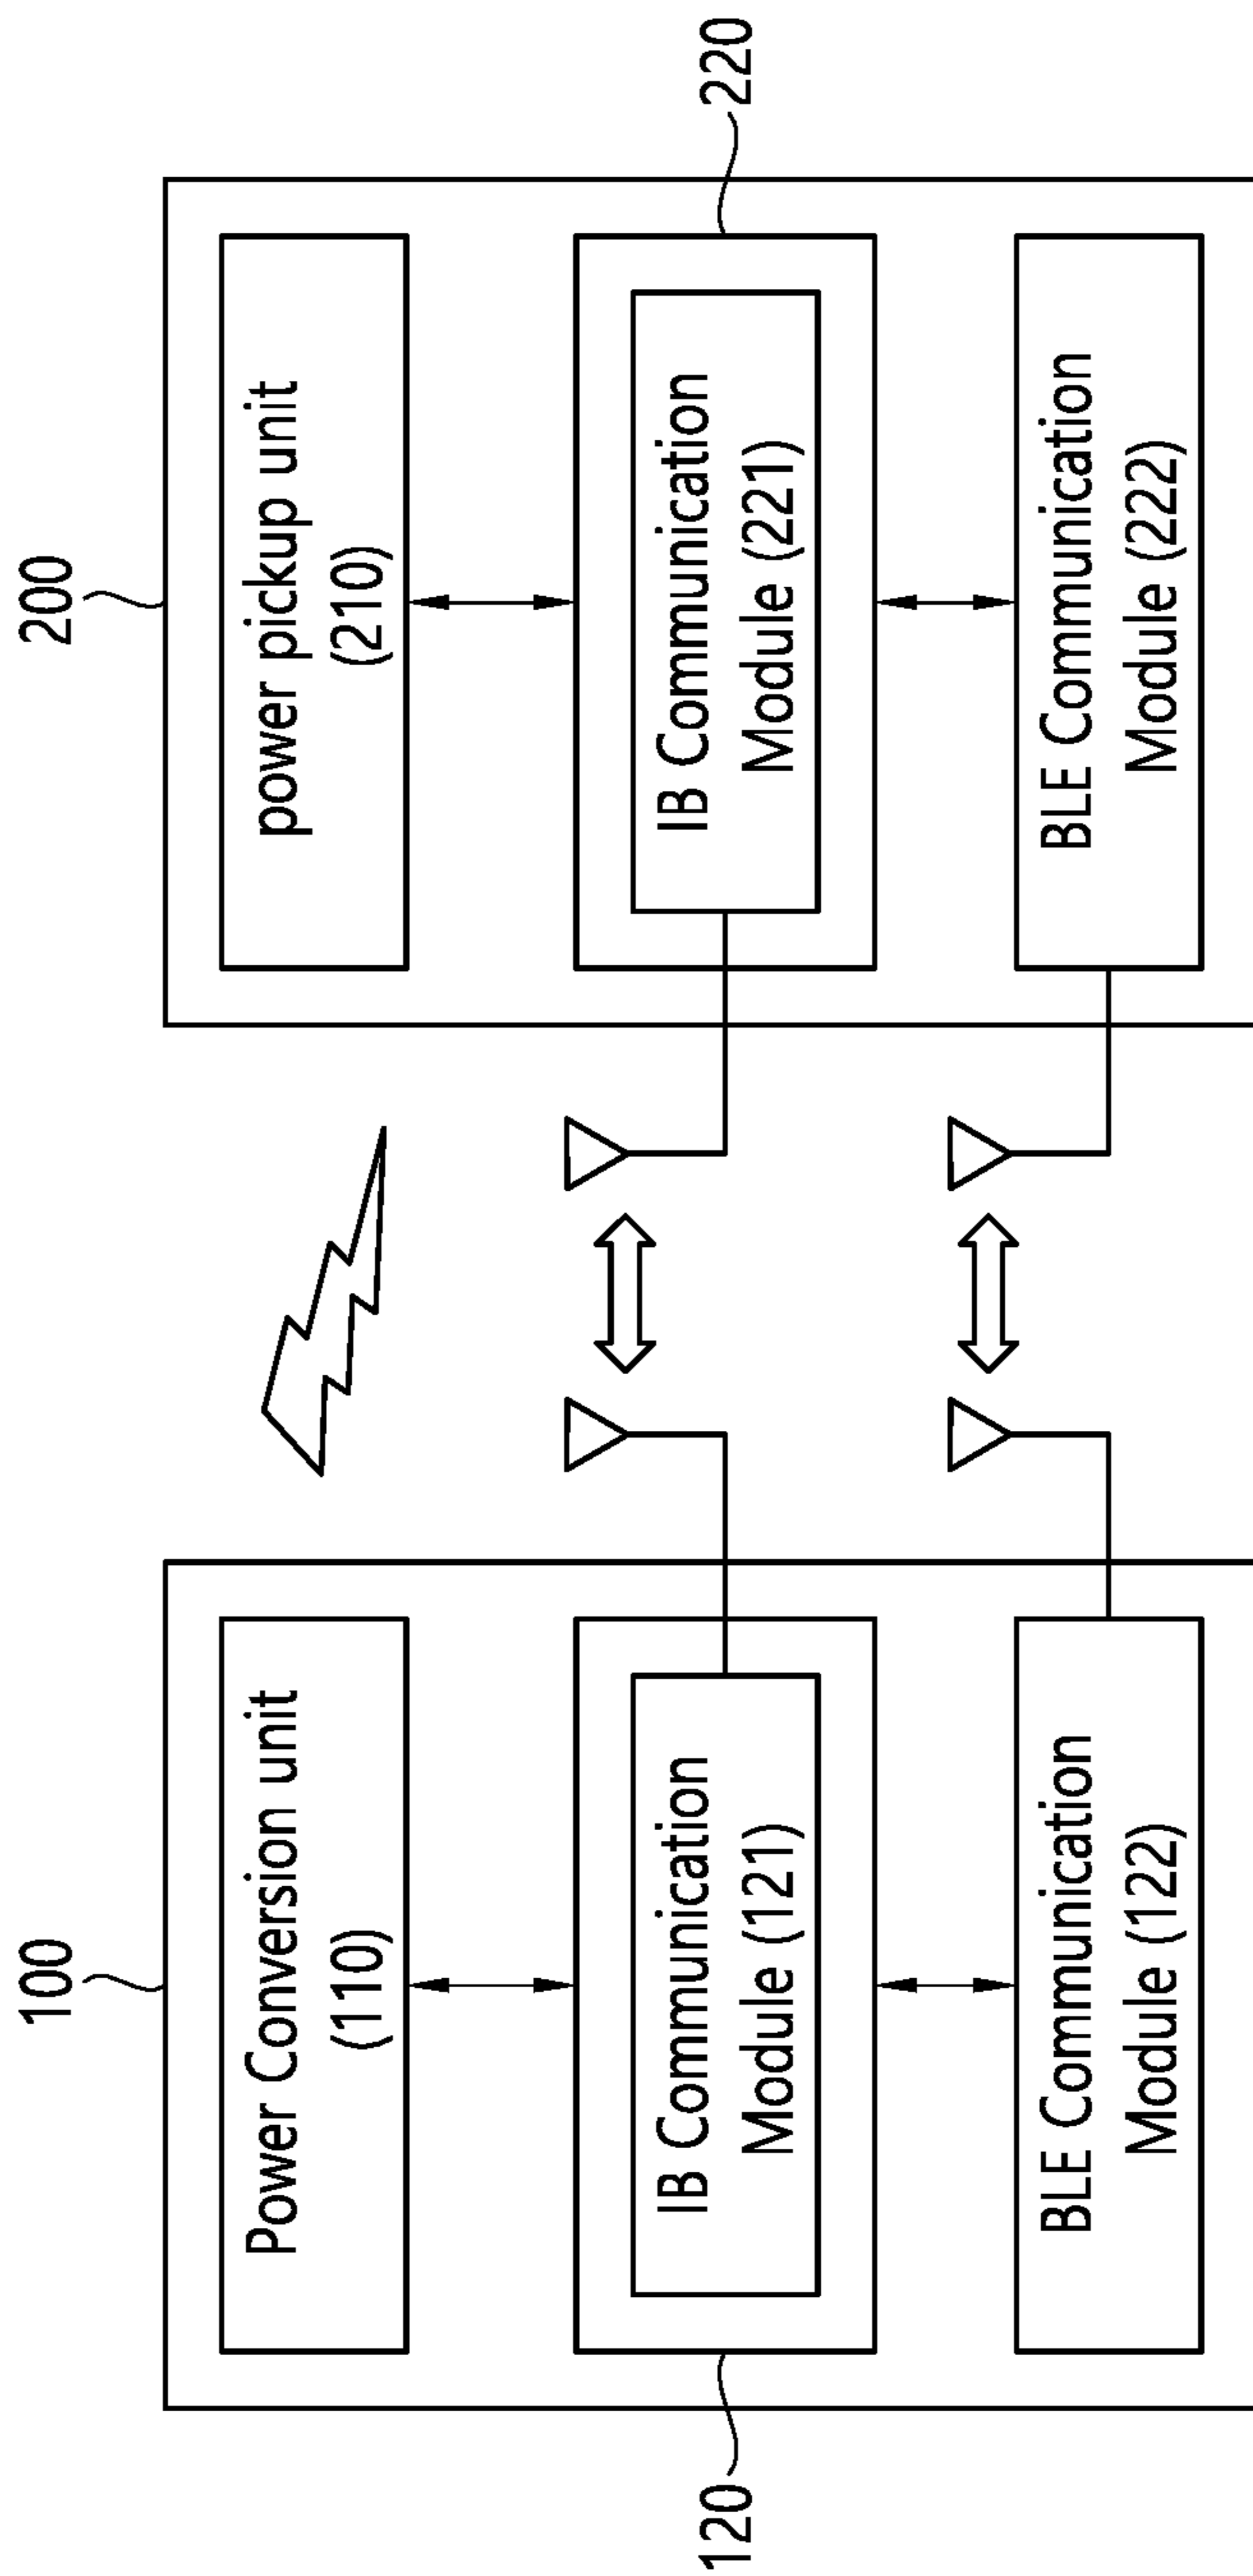 100
200
Power Conversion unit
(110)
power pickup unit
(210)
120
IB Communication
Module (121)
IB Communication
Module (221)
220
BLE Communication
Module (122)
BLE Communication
Module (222)